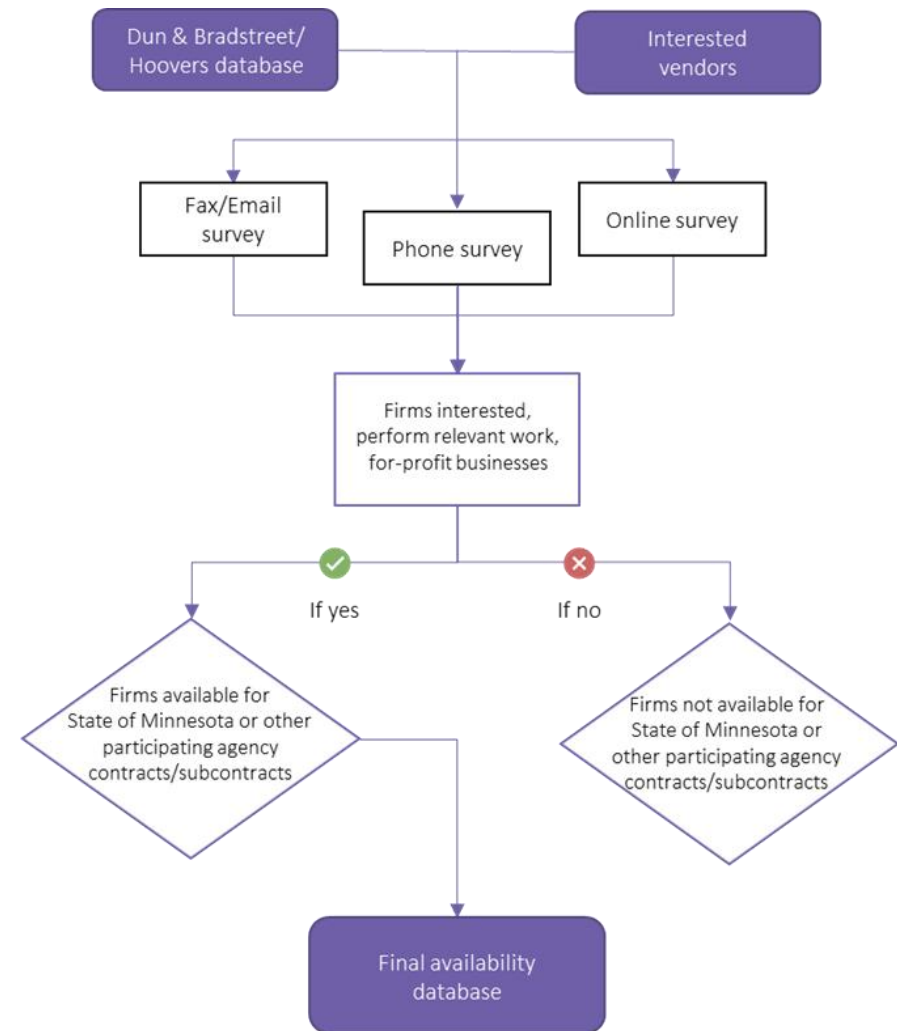 Dun & Bradstreet/
Hoovers database
Interested
vendors
Fax/Email
survey
Phone survey
Online survey
Firms interested,
perform relevant work,
for-profit businesses
If yes
If no
Firms available for
State of Minnesota or other
participating agency
contracts/subcontracts
Firms not available for
State of Minnesota or
other participating agency
contracts/subcontracts
Final availability
database